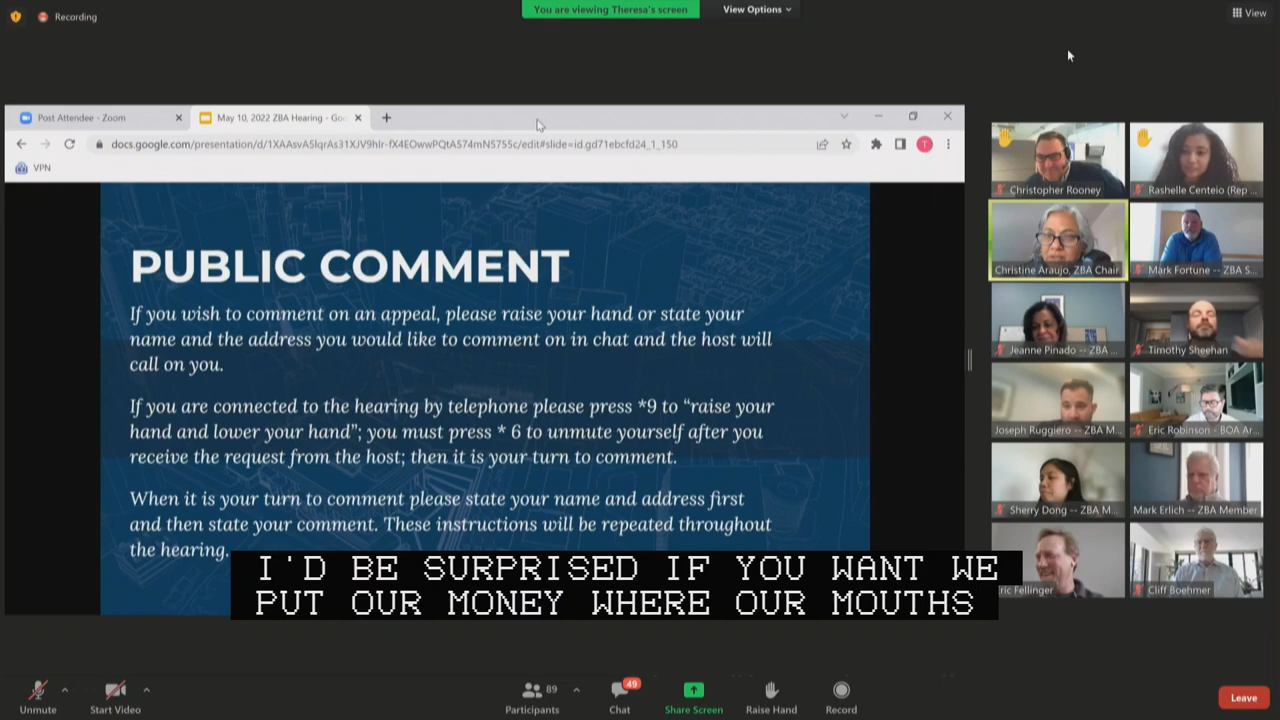 Recording
You are viewing Theresa's screen
View Options
View
Post Attendee - Zoom
May 10, 2022 ZBA Hearing - Goo
docs.google.com/presentation/d/1XAAsvA5lqrAs31XJV9hIr-fX4EOwwPQtA574mN5755c/edit#slide=id.gd71ebcfd24_1_150
T
VPN
PUBLIC COMMENT
If you wish to comment on an appeal, please raise your hand or state your
name and the address you would like to comment on in chat and the host will
call on you.
If you are connected to the hearing by telephone please press *9 to “raise your
hand and lower your hand”; you must press * 6 to unmute yourself after you
receive the request from the host; then it is your turn to comment.
When it is your turn to comment please state your name and address first
and then state your comment. These instructions will be repeated throughout
the hearing.
Christopher Rooney
Rashelle Centeio (Rep ...
Christine Araujo, ZBA Chair
Mark Fortune -- ZBA S...
Jeanne Pinado -- ZBA ...
Timothy Sheehan
Joseph Ruggiero -- ZBA M...
Eric Robinson - BOA Ar...
Sherry Dong -- ZBA M...
Mark Erlich -- ZBA Member
Eric Fellinger
Cliff Boehmer
I'D BE SURPRISED IF YOU WANT WE
PUT OUR MONEY WHERE OUR MOUTHS
Unmute
Start Video
89
Participants
49
Chat
Share Screen
Raise Hand
Record
Leave